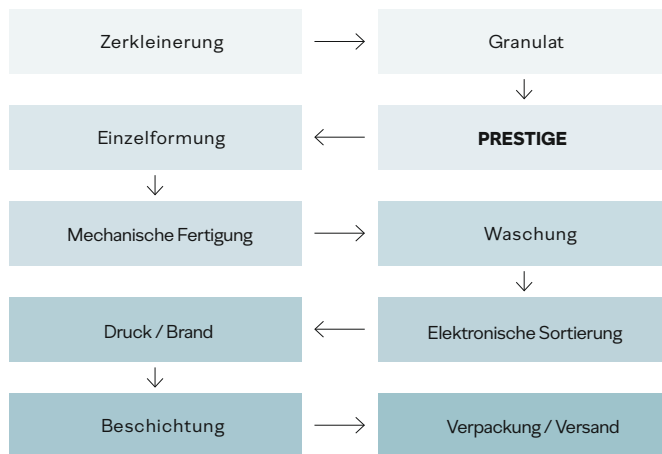 Zerkleinerung
Granulat
PRESTIGE
Einzelformung
Mechanische Fertigung
Waschung
Elektronische Sortierung
Druck / Brand
Beschichtung
Verpackung / Versand